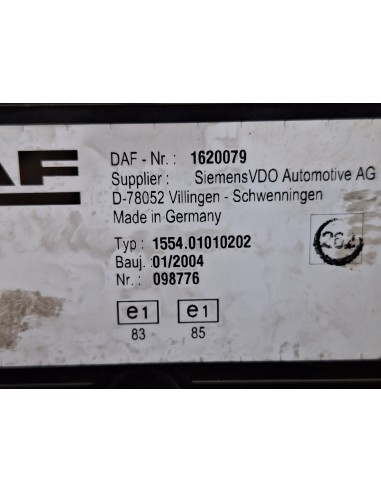 AF
DAF - Nr. : 1620079
Supplier : SiemensVDO Automotive AG
D-78052 Villingen - Schwenningen
Made in Germany
Typ : 1554.01010202
Bauj. : 01/2004
Nr. : 098776
e1 e1
83 85